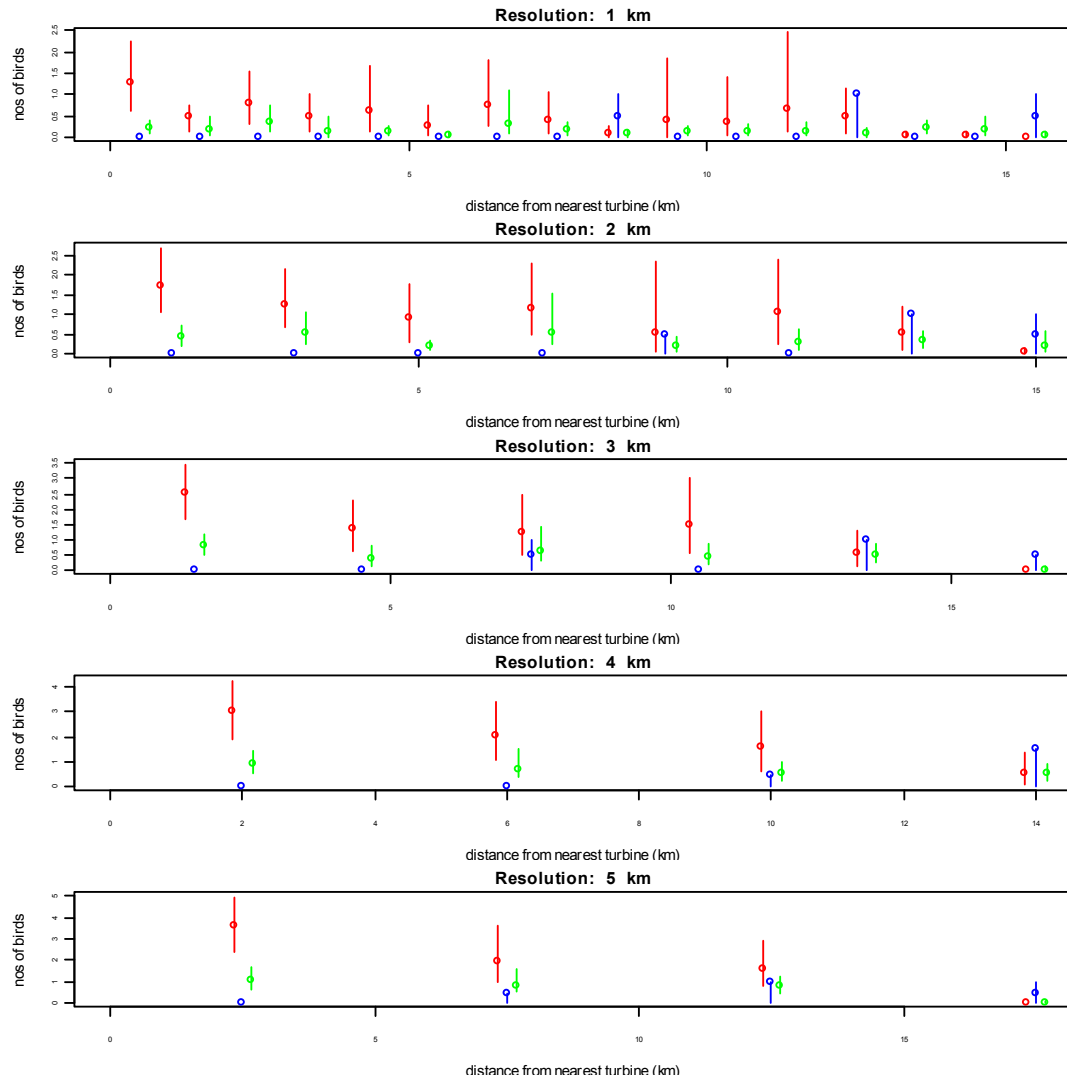 Resolution: 1 km
nos of birds
0.0 0.5 1.0 1.5 2.0 2.5
0 5 10 15
distance from nearest turbine (km)
Resolution: 2 km
nos of birds
0.0 0.5 1.0 1.5 2.0 2.5
0 5 10 15
distance from nearest turbine (km)
Resolution: 3 km
nos of birds
0.0 0.5 1.0 1.5 2.0 2.5 3.0 3.5
0 5 10 15
distance from nearest turbine (km)
Resolution: 4 km
nos of birds
0 1 2 3 4
0 2 4 6 8 10 12 14
distance from nearest turbine (km)
Resolution: 5 km
nos of birds
0 1 2 3 4 5
0 5 10 15
distance from nearest turbine (km)